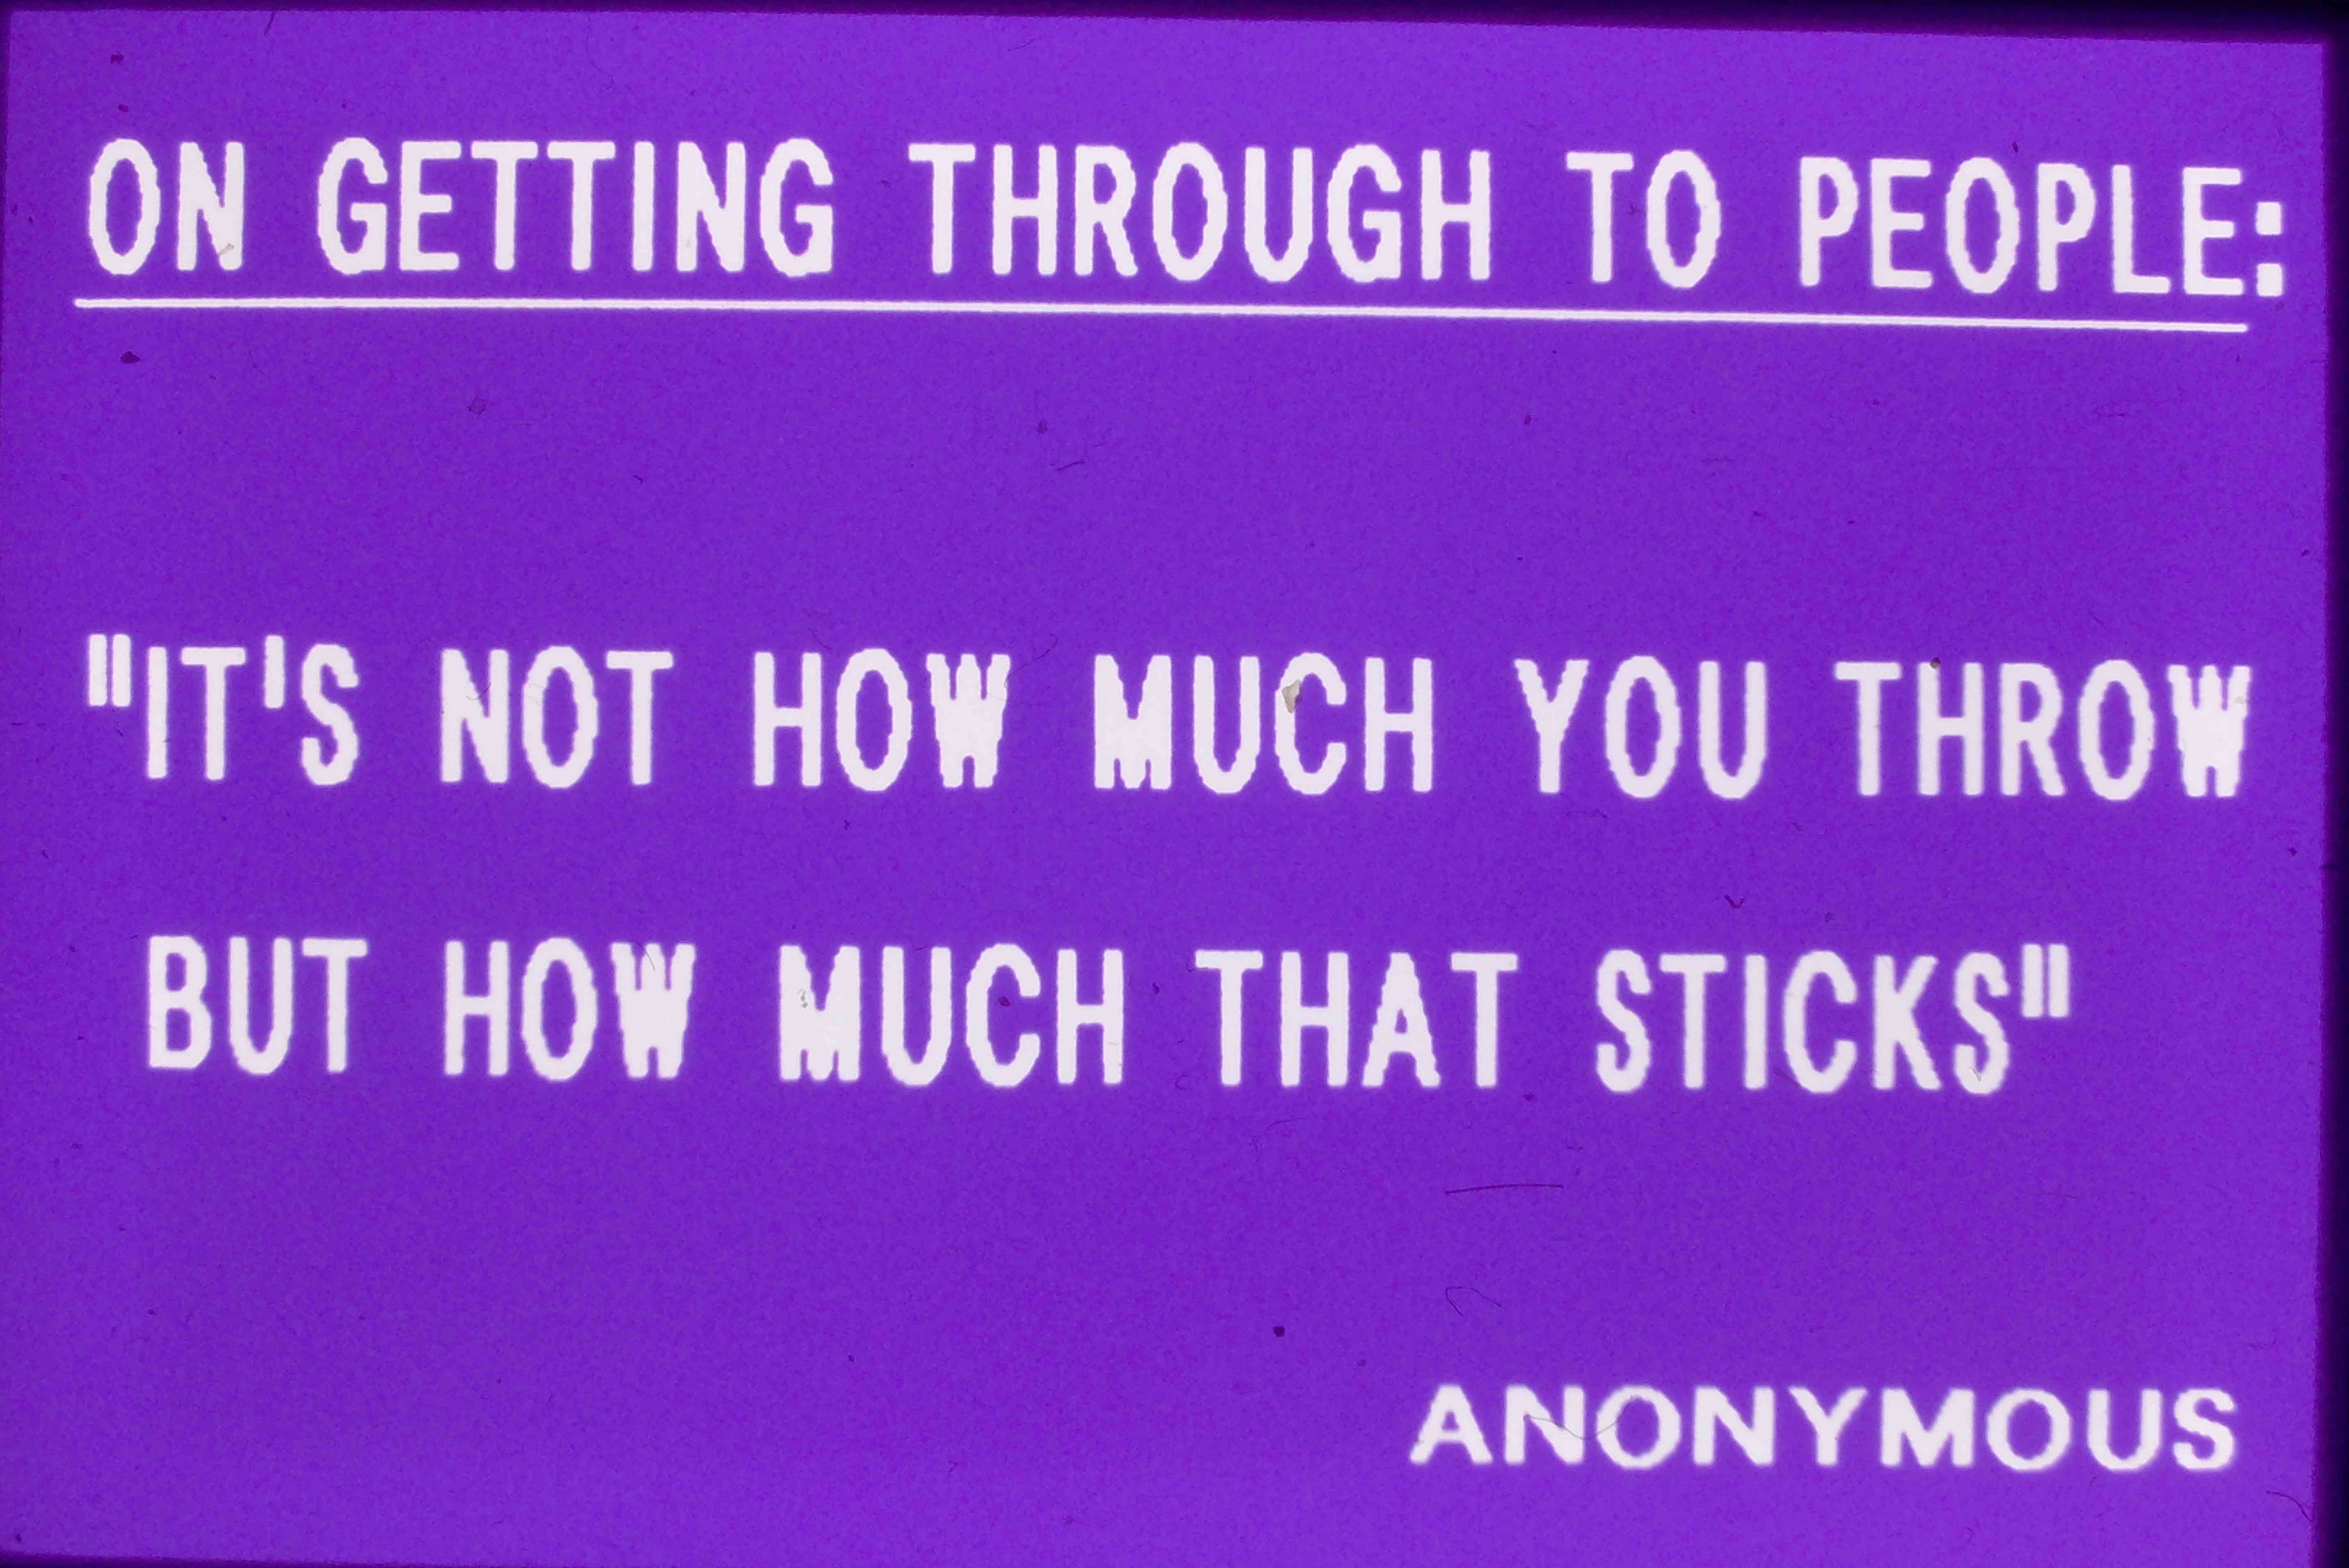 ON GETTING THROUGH TO PEOPLE:
"IT'S NOT HOW MUCH YOU THROW
BUT HOW MUCH THAT STICKS"
ANONYMOUS